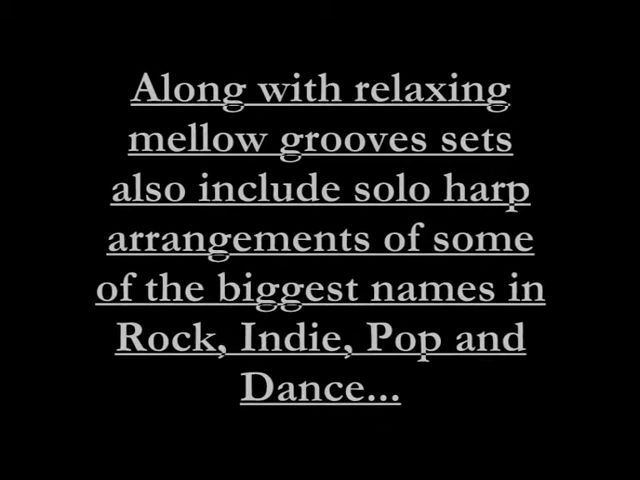 Along with relaxing
mellow grooves sets
also include solo harp
arrangements of some
of the biggest names in
Rock, Indie, Pop and
Dance...